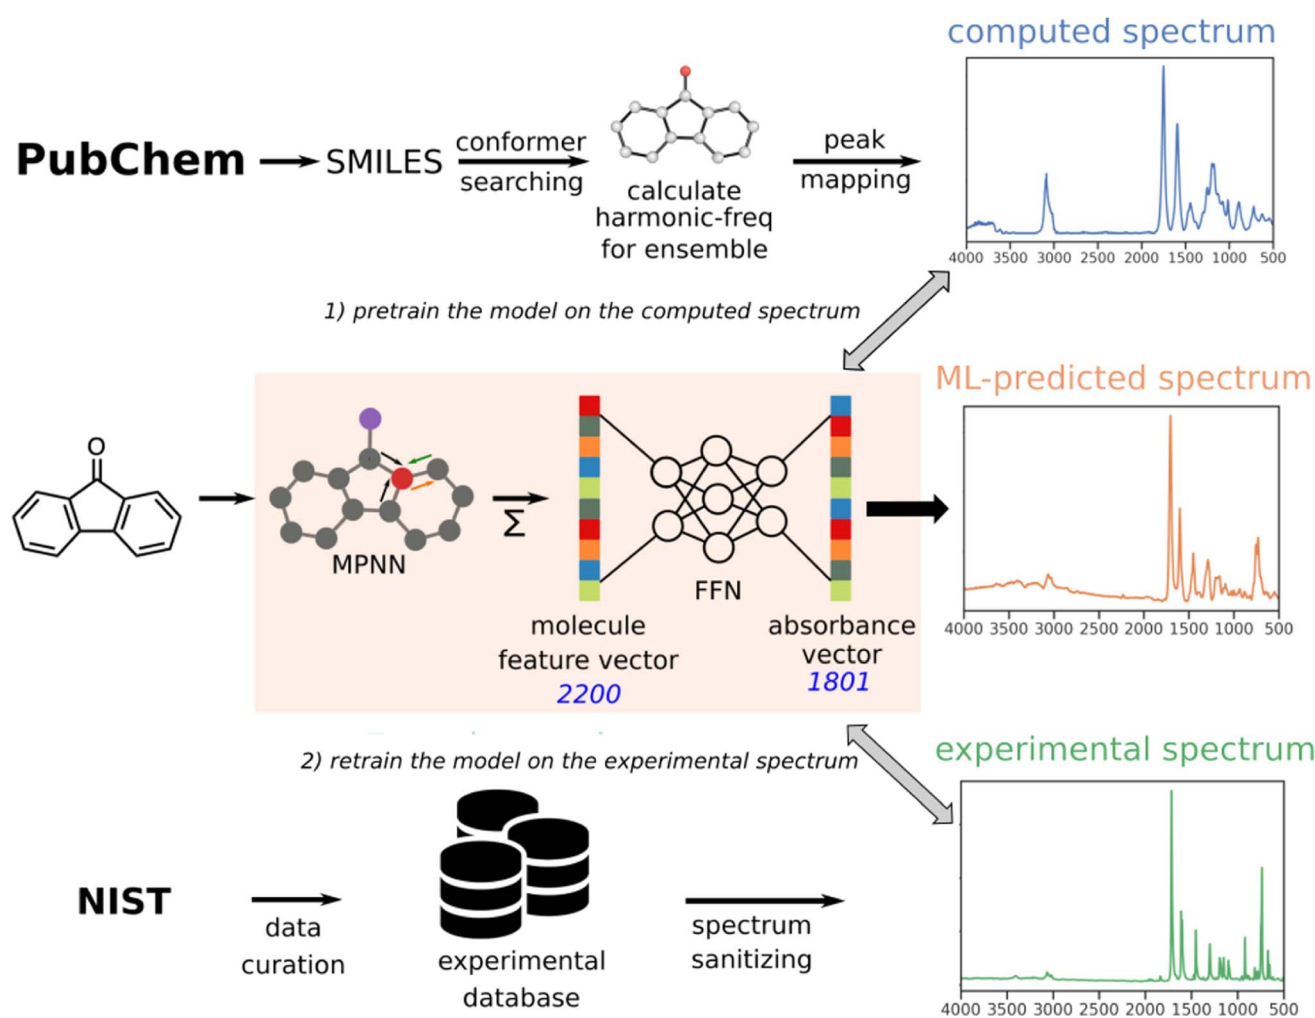 computed spectrum
PubChem
SMILES
conformer
searching
calculate
harmonic-freq
for ensemble
peak
mapping
4000 3500 3000 2500 2000 1500 1000 500
1) pretrain the model on the computed spectrum
ML-predicted spectrum
O
MPNN
Σ
FFN
molecule
feature vector
2200
absorbance
vector
1801
4000 3500 3000 2500 2000 1500 1000 500
2) retrain the model on the experimental spectrum
experimental spectrum
NIST
data
curation
experimental
database
spectrum
sanitizing
4000 3500 3000 2500 2000 1500 1000 500